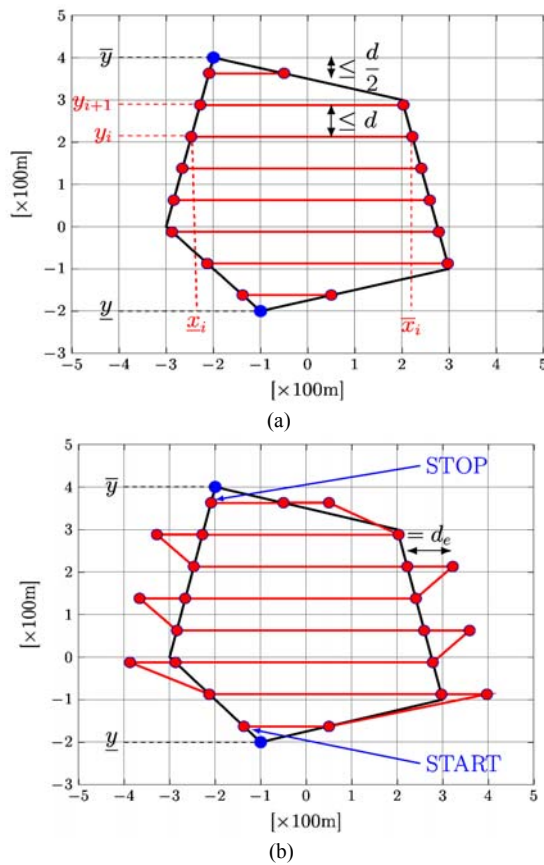 5
4
3
2
1
0
−1
−2
−3
[×100m]
y̅
y_{i+1}
y_i
y̲
≤ d/2
≤ d
x̲_i
x̅_i
−5 −4 −3 −2 −1 0 1 2 3 4 5
[×100m]
(a)
5
4
3
2
1
0
−1
−2
−3
[×100m]
y̅
STOP
= d_e
y̲
START
−5 −4 −3 −2 −1 0 1 2 3 4 5
[×100m]
(b)